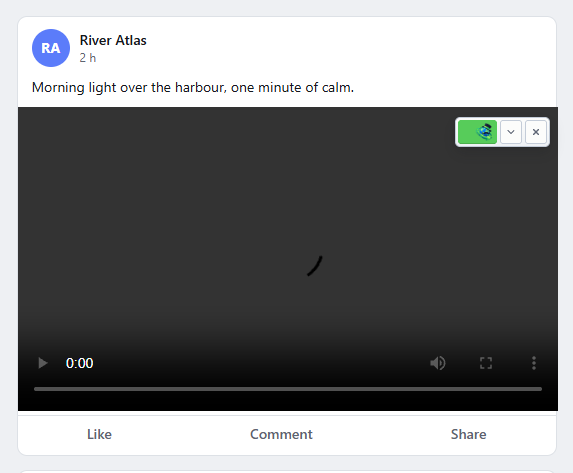 RA
River Atlas
2 h
Morning light over the harbour, one minute of calm.
0:00
Like Comment Share